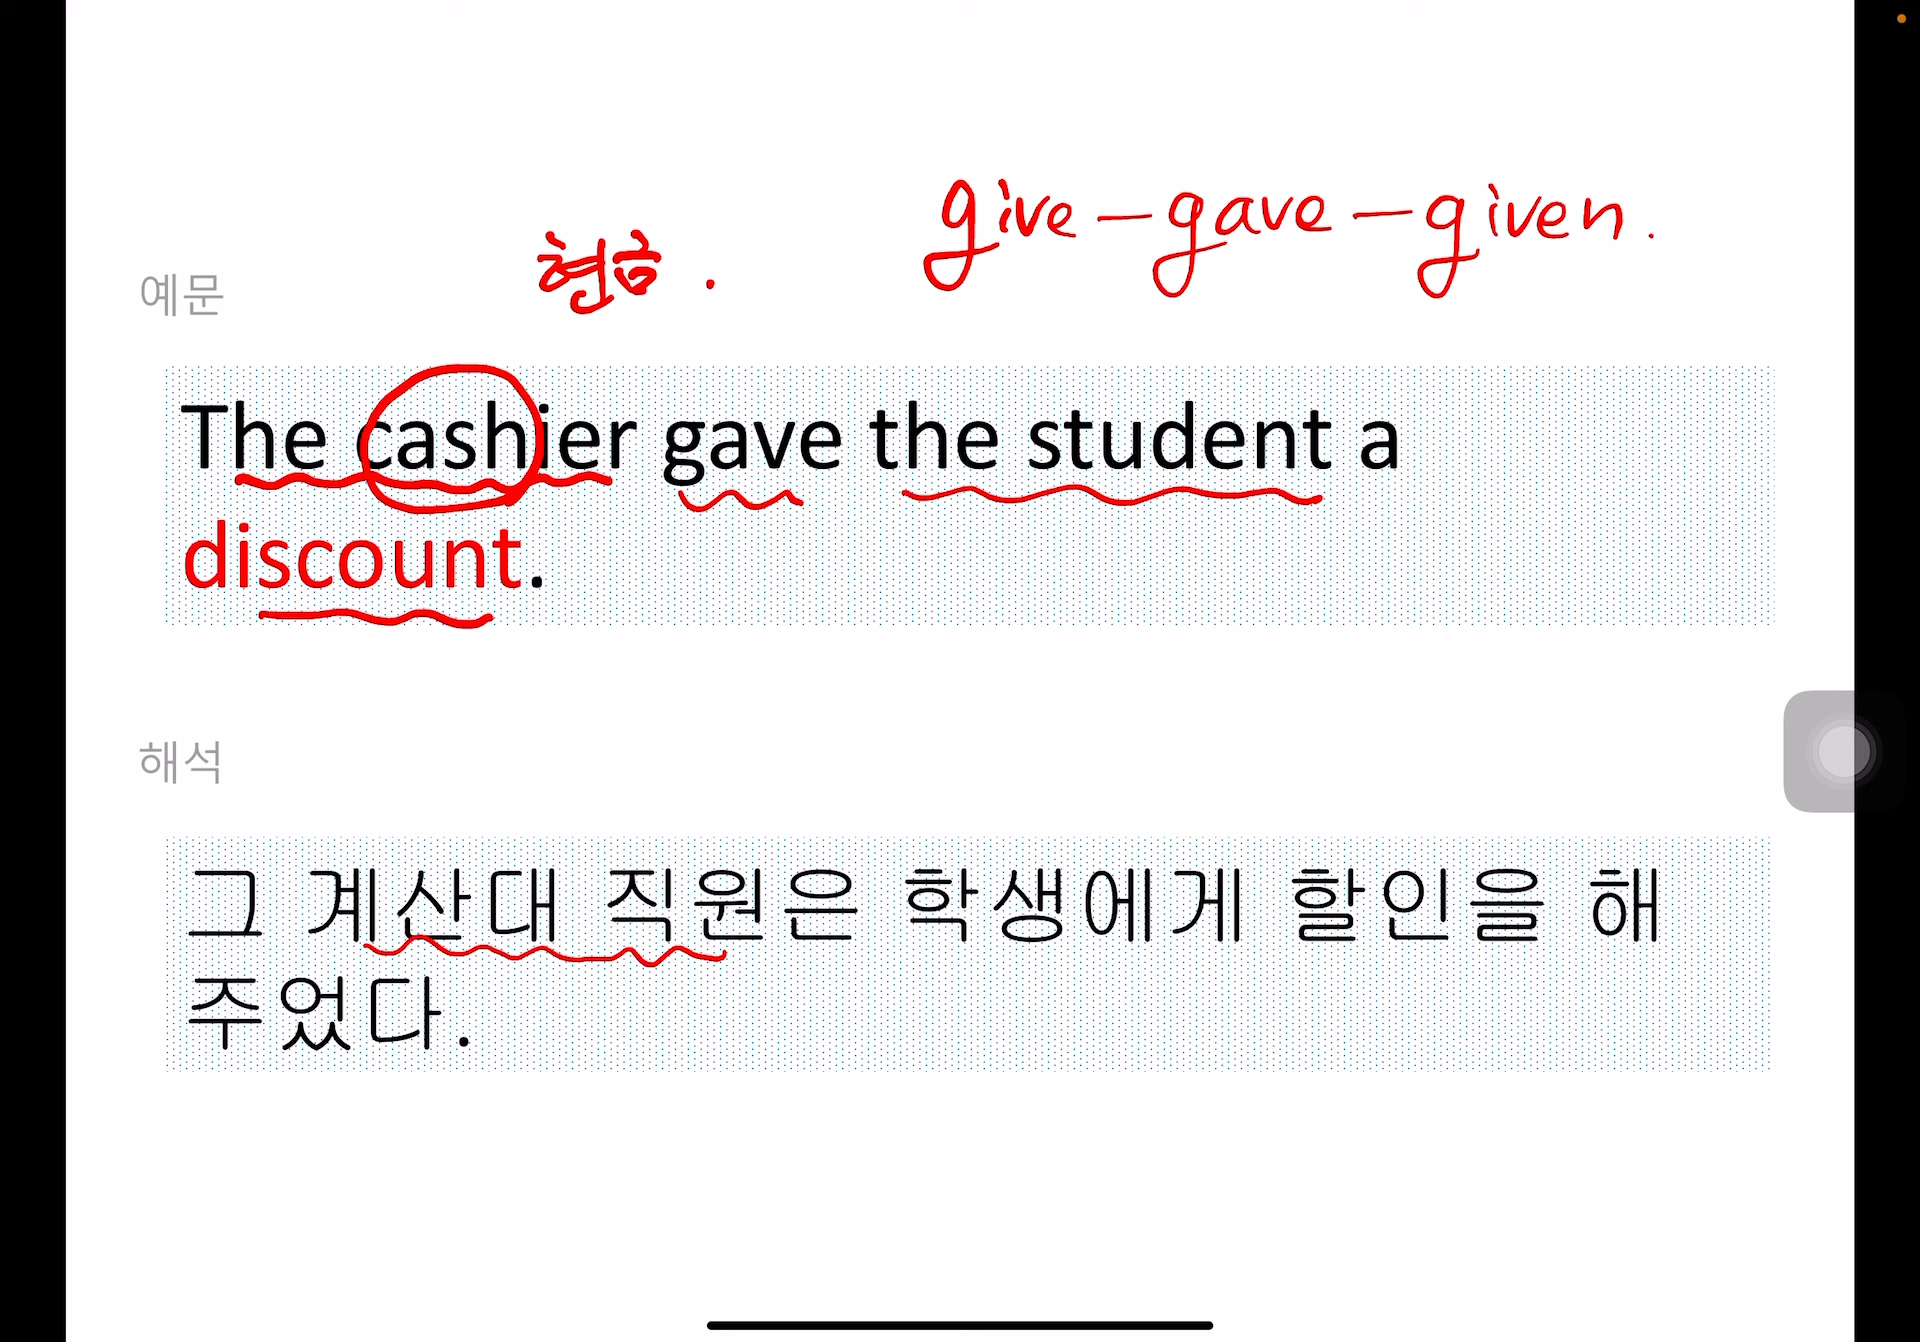 give – gave – given.
현금.
예문
The cashier gave the student a
discount.
해석
그 계산대 직원은 학생에게 할인을 해
주었다.